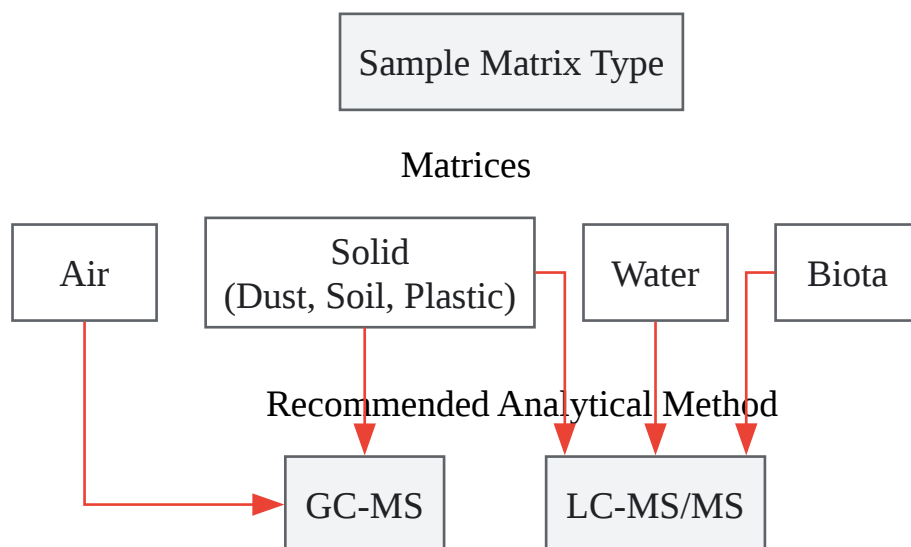 Sample Matrix Type
Matrices
Air
Solid
(Dust, Soil, Plastic)
Water
Biota
Recommended Analytical Method
GC-MS
LC-MS/MS